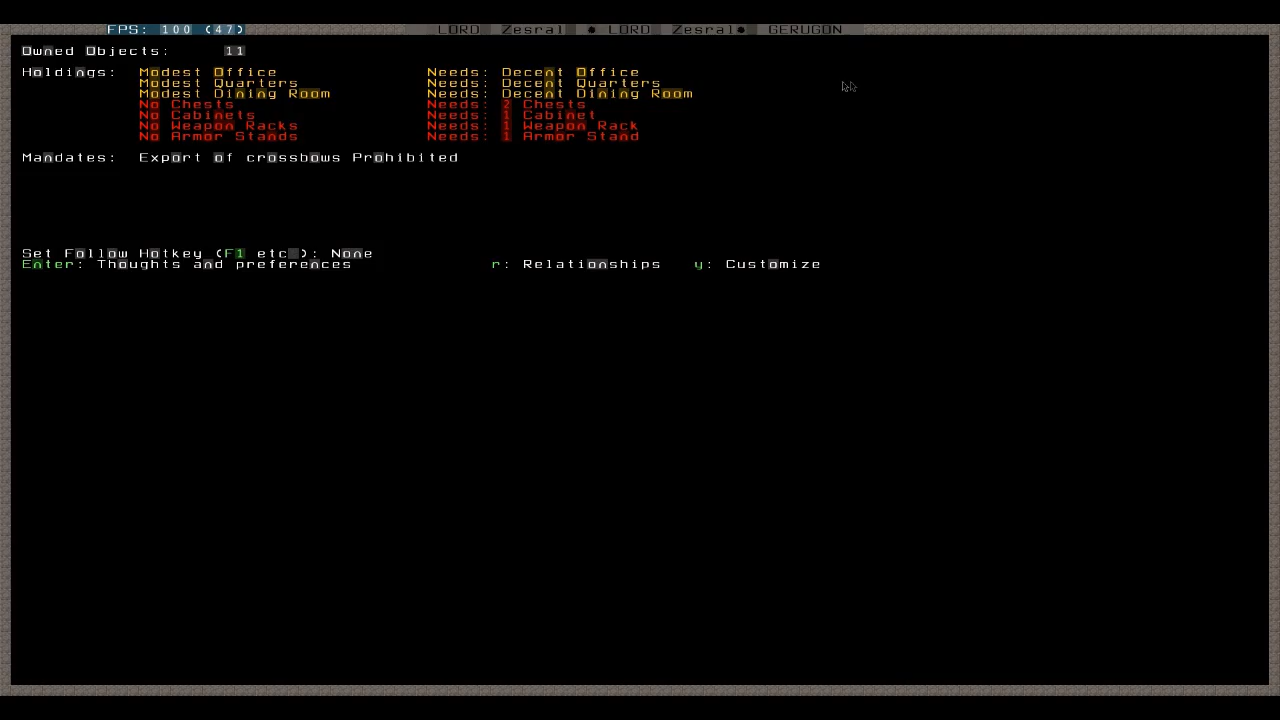 FPS: 100 (47) LORD Zesral • LORD Zesral• GERUGON
Owned Objects: 11
Holdings: Modest Office Needs: Decent Office
Modest Quarters Needs: Decent Quarters
Modest Dining Room Needs: Decent Dining Room
No Chests Needs: 2 Chests
No Cabinets Needs: 1 Cabinet
No Weapon Racks Needs: 1 Weapon Rack
No Armor Stands Needs: 1 Armor Stand
Mandates: Export of crossbows Prohibited
Set Follow Hotkey (F1 etc.): None
Enter: Thoughts and preferences r: Relationships y: Customize